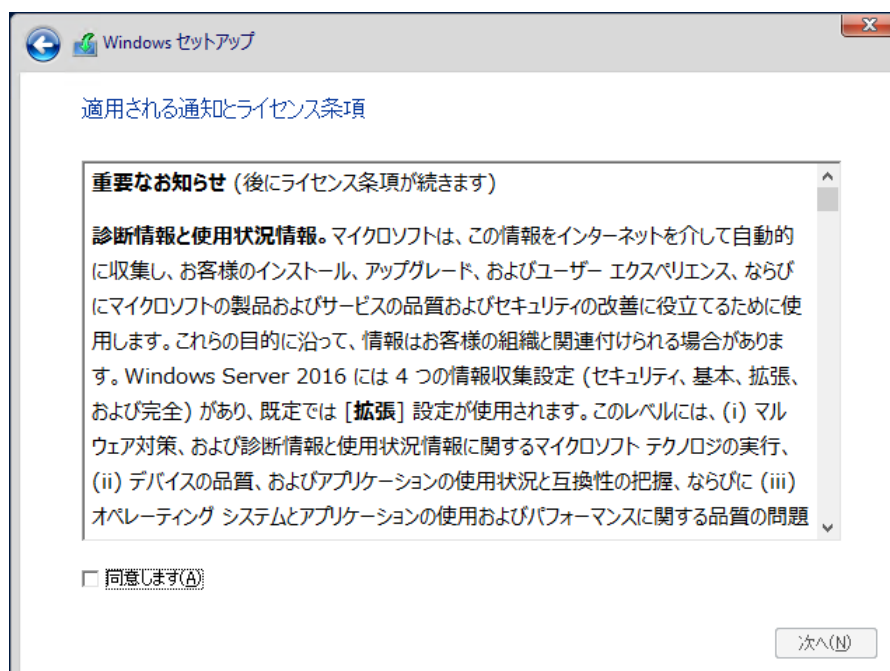 Windows セットアップ
適用される通知とライセンス条項
重要なお知らせ (後にライセンス条項が続きます)
診断情報と使用状況情報。マイクロソフトは、この情報をインターネットを介して自動的
に収集し、お客様のインストール、アップグレード、およびユーザー エクスペリエンス、ならび
にマイクロソフトの製品およびサービスの品質およびセキュリティの改善に役立てるために使
用します。これらの目的に沿って、情報はお客様の組織と関連付けられる場合がありま
す。Windows Server 2016 には 4 つの情報収集設定 (セキュリティ、基本、拡張、
および完全) があり、既定では [拡張] 設定が使用されます。このレベルには、(i) マル
ウェア対策、および診断情報と使用状況情報に関するマイクロソフト テクノロジの実行、
(ii) デバイスの品質、およびアプリケーションの使用状況と互換性の把握、ならびに (iii)
オペレーティング システムとアプリケーションの使用およびパフォーマンスに関する品質の問題
同意します(A)
次へ(N)